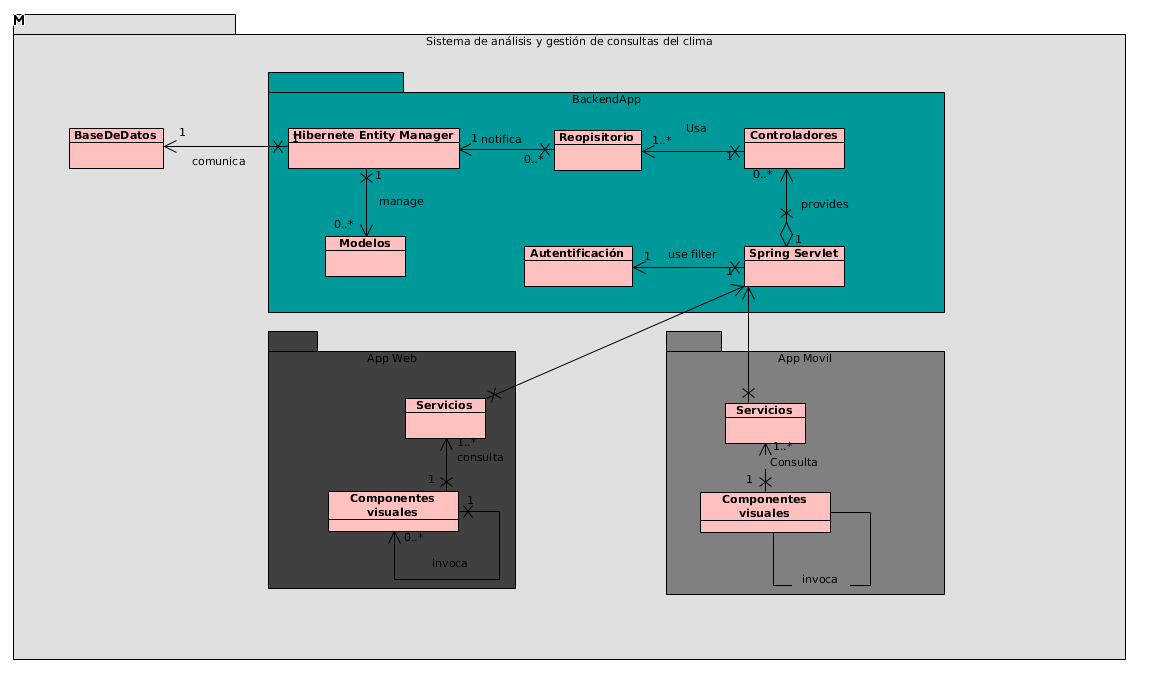 M
Sistema de análisis y gestión de consultas del clima
BackendApp
BaseDeDatos
1
comunica
1
Hibernete Entity Manager
1 notifica
0..*
Reopisitorio
1..*
Usa
1
Controladores
1
manage
0..*
Modelos
0..*
provides
1
Autentificación
1
use filter
1
Spring Servlet
App Web
Servicios
1..*
consulta
1
Componentes
visuales
1
0..*
invoca
App Movil
Servicios
1..*
Consulta
1
Componentes
visuales
invoca